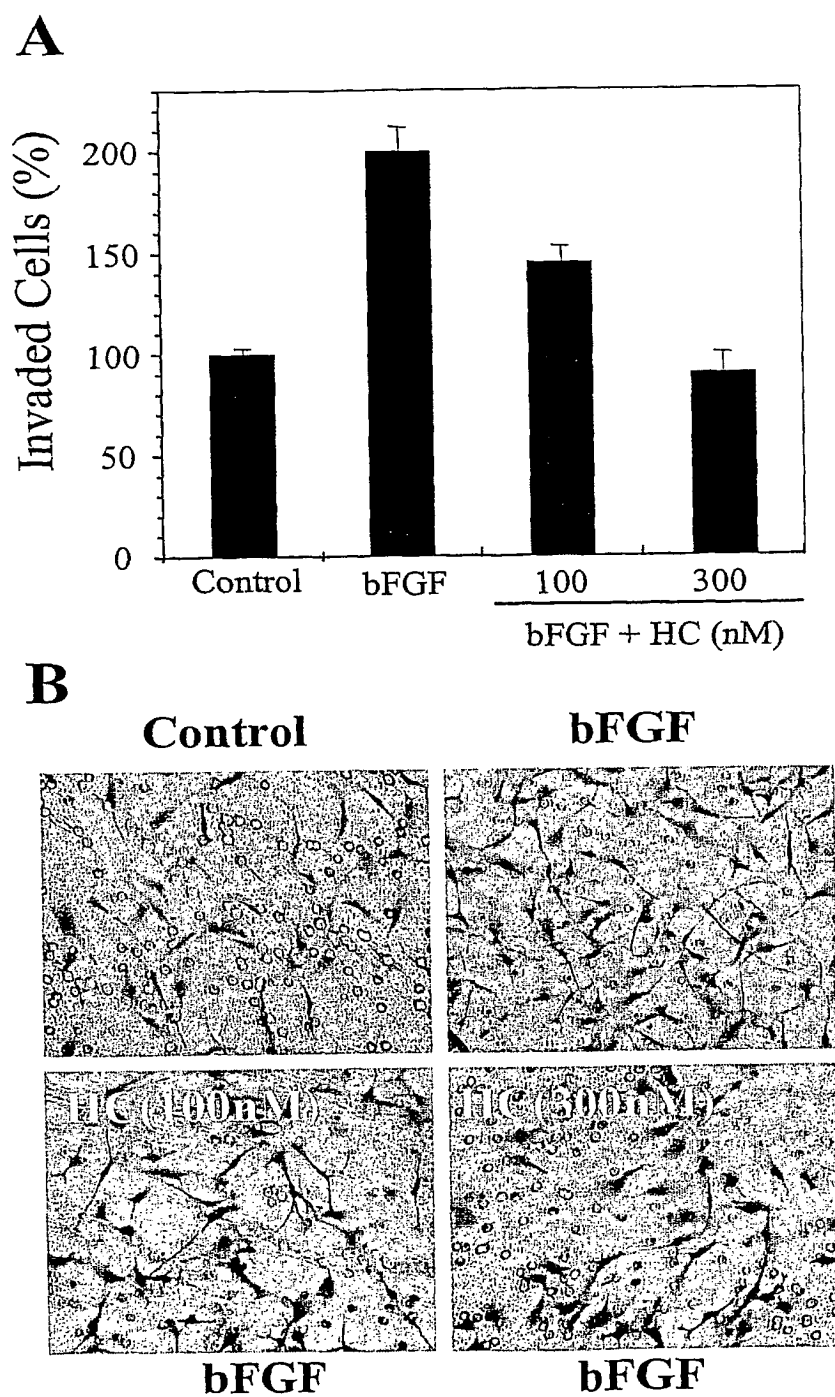 A
Invaded Cells (%)
200
150
100
50
0
Control
bFGF
100
300
bFGF + HC (nM)
B
Control
bFGF
HC (100nM)
HC (300nM)
bFGF
bFGF